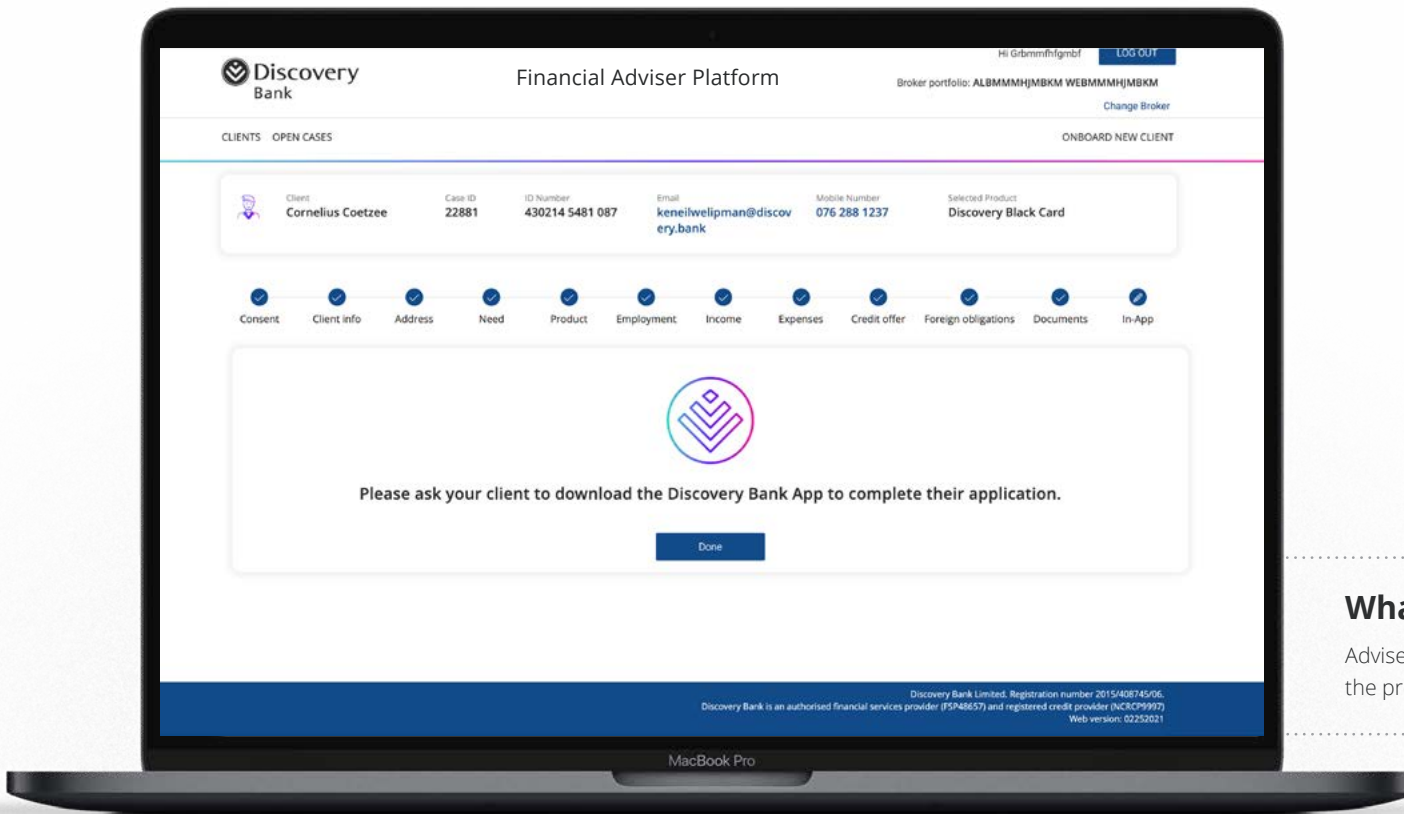 Discovery
Bank
Financial Adviser Platform
Hi Grbmmfhfgmbf
LOG OUT
Broker portfolio: ALBMMMHJMBKM WEBMMMHJMBKM
Change Broker
CLIENTS OPEN CASES
ONBOARD NEW CLIENT
Client
Cornelius Coetzee
Case ID
22881
ID Number
430214 5481 087
Email
keneilwelipman@discov
ery.bank
Mobile Number
076 288 1237
Selected Product
Discovery Black Card
Consent Client info Address Need Product Employment Income Expenses Credit offer Foreign obligations Documents In-App
Please ask your client to download the Discovery Bank App to complete their application.
Done
Wha
Advise
the pr
Discovery Bank Limited. Registration number 2015/408745/06.
Discovery Bank is an authorised financial services provider (FSP48657) and registered credit provider (NCRCP9997)
Web version: 02252021
MacBook Pro